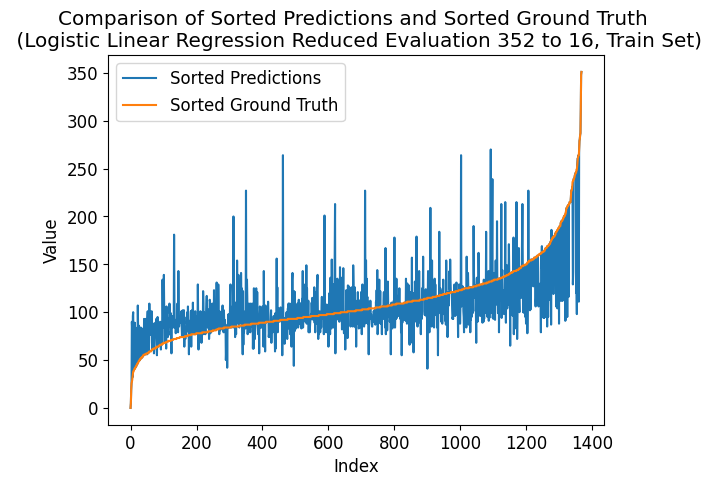 Comparison of Sorted Predictions and Sorted Ground Truth
(Logistic Linear Regression Reduced Evaluation 352 to 16, Train Set)
Sorted Predictions
Sorted Ground Truth
350
300
250
200
150
100
50
0
Value
0 200 400 600 800 1000 1200 1400
Index